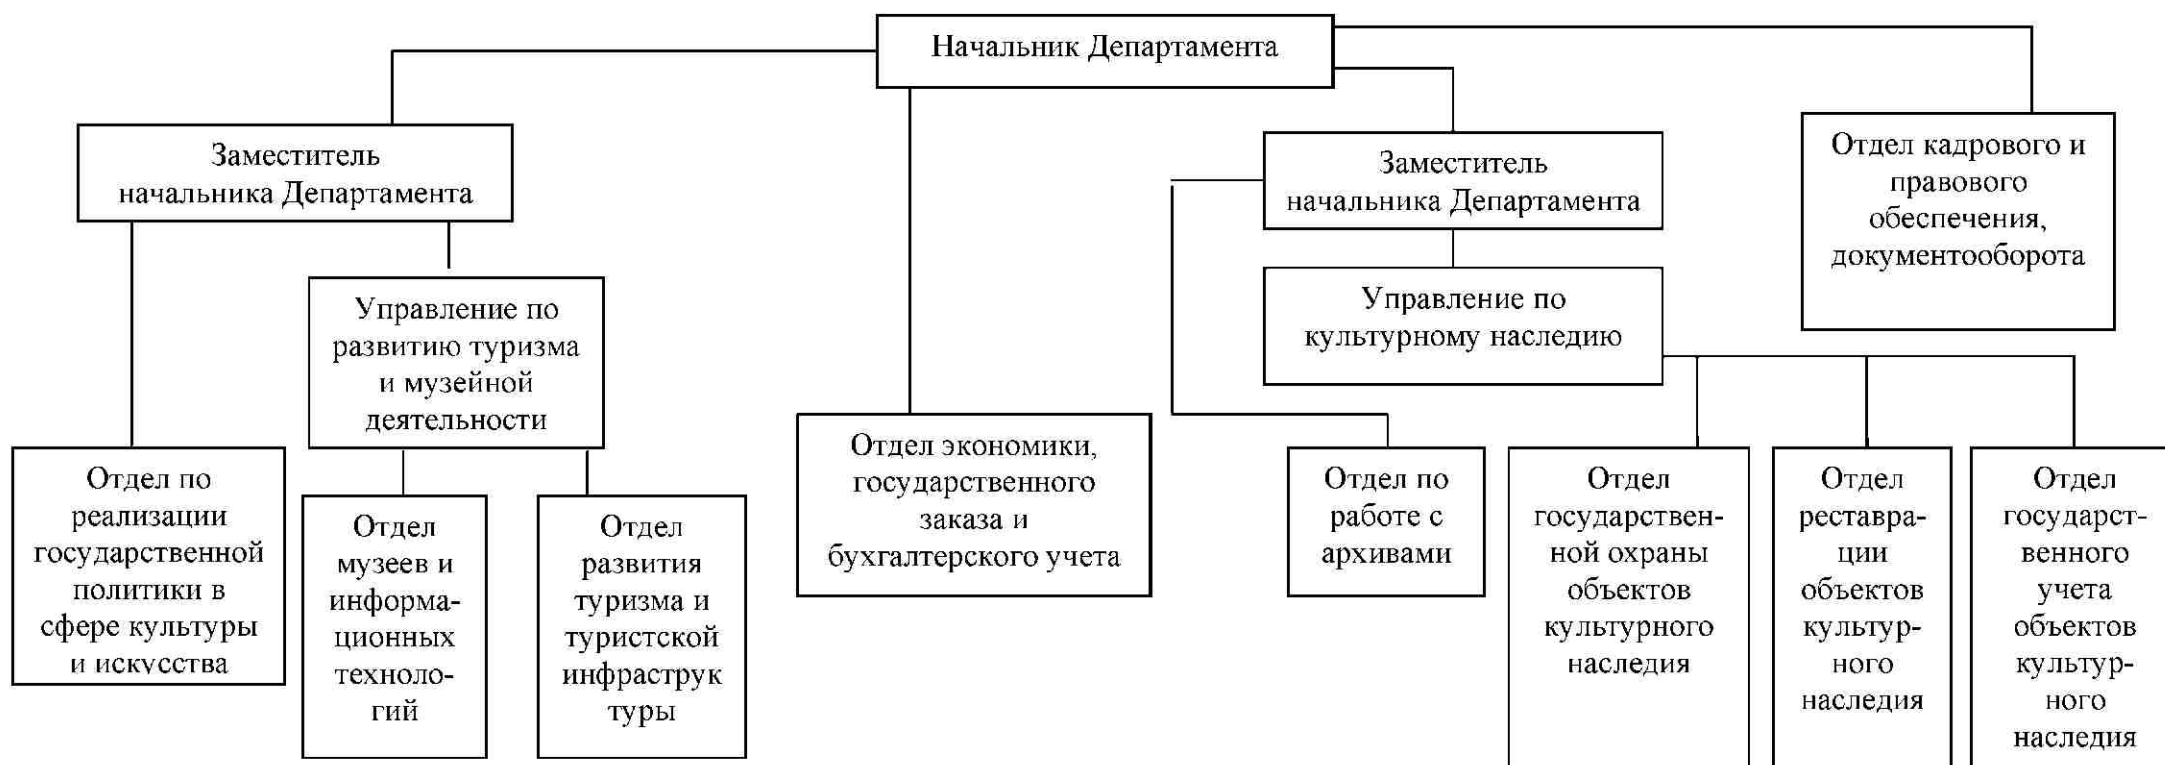 Начальник Департамента
Заместитель
начальника Департамента
Заместитель
начальника Департамента
Отдел кадрового и
правового
обеспечения,
документооборота
Управление по
развитию туризма
и музейной
деятельности
Управление по
культурному наследию
Отдел по
реализации
государственной
политики в
сфере культуры
и искусства
Отдел
музеев и
информа-
ционных
техноло-
гий
Отдел
развития
туризма и
туристской
инфраструк
туры
Отдел экономики,
государственного
заказа и
бухгалтерского учета
Отдел по
работе с
архивами
Отдел
государствен-
ной охраны
объектов
культурного
наследия
Отдел
реставра-
ции
объектов
культур-
ного
наследия
Отдел
государст-
венного
учета
объектов
культур-
ного
наследия